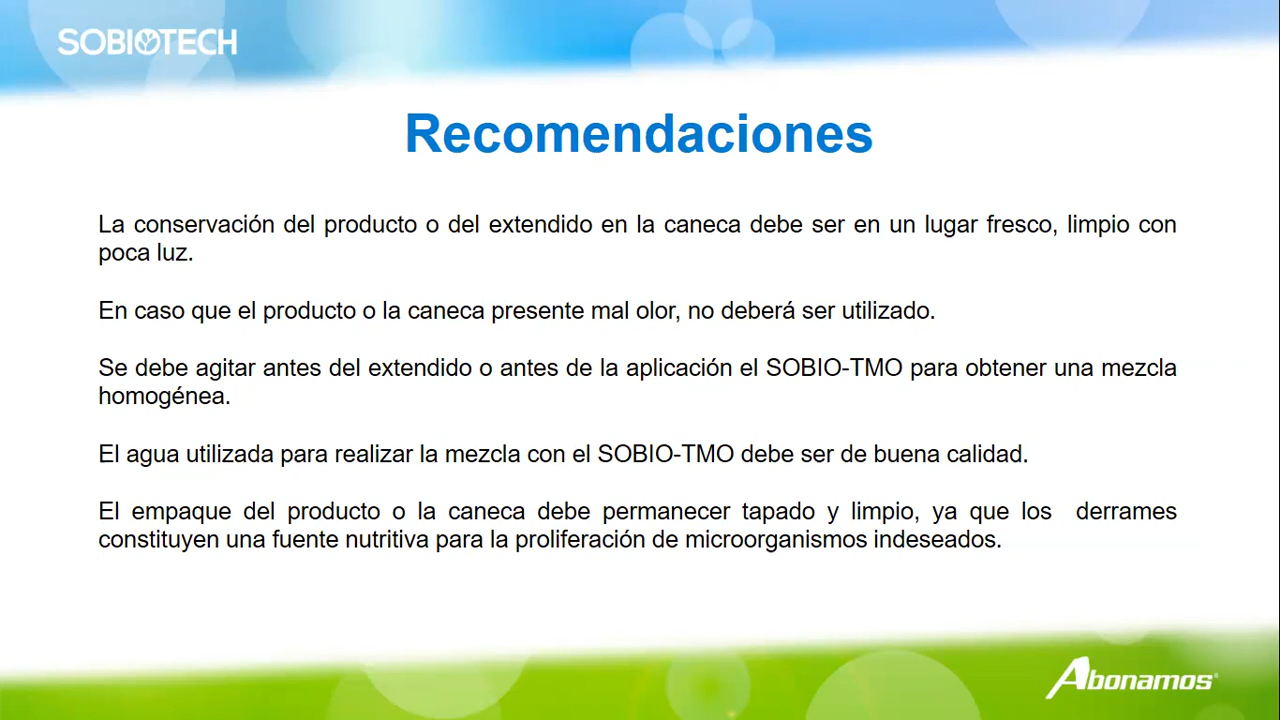 SOBIOTECH
Recomendaciones
La conservación del producto o del extendido en la caneca debe ser en un lugar fresco, limpio con
poca luz.
En caso que el producto o la caneca presente mal olor, no deberá ser utilizado.
Se debe agitar antes del extendido o antes de la aplicación el SOBIO-TMO para obtener una mezcla
homogénea.
El agua utilizada para realizar la mezcla con el SOBIO-TMO debe ser de buena calidad.
El empaque del producto o la caneca debe permanecer tapado y limpio, ya que los  derrames
constituyen una fuente nutritiva para la proliferación de microorganismos indeseados.
Abonamos®